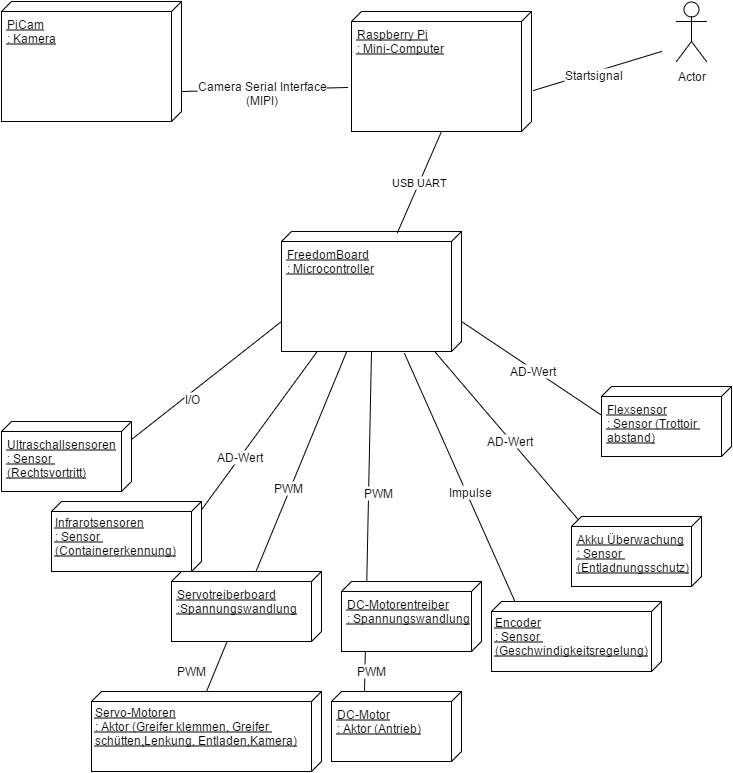 PiCam
: Kamera
Raspberry Pi
: Mini-Computer
Camera Serial Interface
(MIPI)
Startsignal
Actor
USB UART
FreedomBoard
: Microcontroller
I/O
AD-Wert
PWM
PWM
Impulse
AD-Wert
AD-Wert
Flexsensor
: Sensor (Trottoir
abstand)
Ultraschallsensoren
: Sensor
(Rechtsvortritt)
Infrarotsensoren
: Sensor
(Containererkennung)
Akku Überwachung
: Sensor
(Entladnungsschutz)
Servotreiberboard
:Spannungswandlung
DC-Motorentreiber
: Spannungswandlung
Encoder
: Sensor
(Geschwindigkeitsregelung)
PWM
PWM
Servo-Motoren
: Aktor (Greifer klemmen, Greifer
schütten,Lenkung, Entladen,Kamera)
DC-Motor
: Aktor (Antrieb)